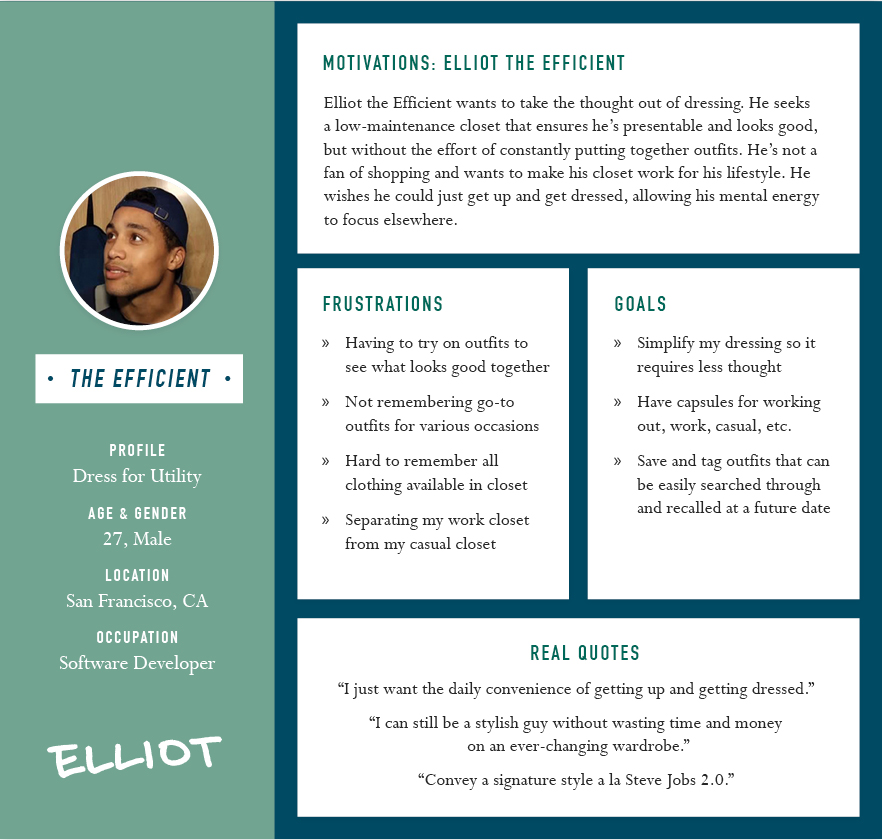 THE EFFICIENT
PROFILE
Dress for Utility
AGE & GENDER
27, Male
LOCATION
San Francisco, CA
OCCUPATION
Software Developer
ELLIOT
MOTIVATIONS: ELLIOT THE EFFICIENT
Elliot the Efficient wants to take the thought out of dressing. He seeks
a low-maintenance closet that ensures he’s presentable and looks good,
but without the effort of constantly putting together outfits. He’s not a
fan of shopping and wants to make his closet work for his lifestyle. He
wishes he could just get up and get dressed, allowing his mental energy
to focus elsewhere.
FRUSTRATIONS
» Having to try on outfits to
see what looks good together
» Not remembering go-to
outfits for various occasions
» Hard to remember all
clothing available in closet
» Separating my work closet
from my casual closet
GOALS
» Simplify my dressing so it
requires less thought
» Have capsules for working
out, work, casual, etc.
» Save and tag outfits that can
be easily searched through
and recalled at a future date
REAL QUOTES
“I just want the daily convenience of getting up and getting dressed.”
“I can still be a stylish guy without wasting time and money
on an ever-changing wardrobe.”
“Convey a signature style a la Steve Jobs 2.0.”